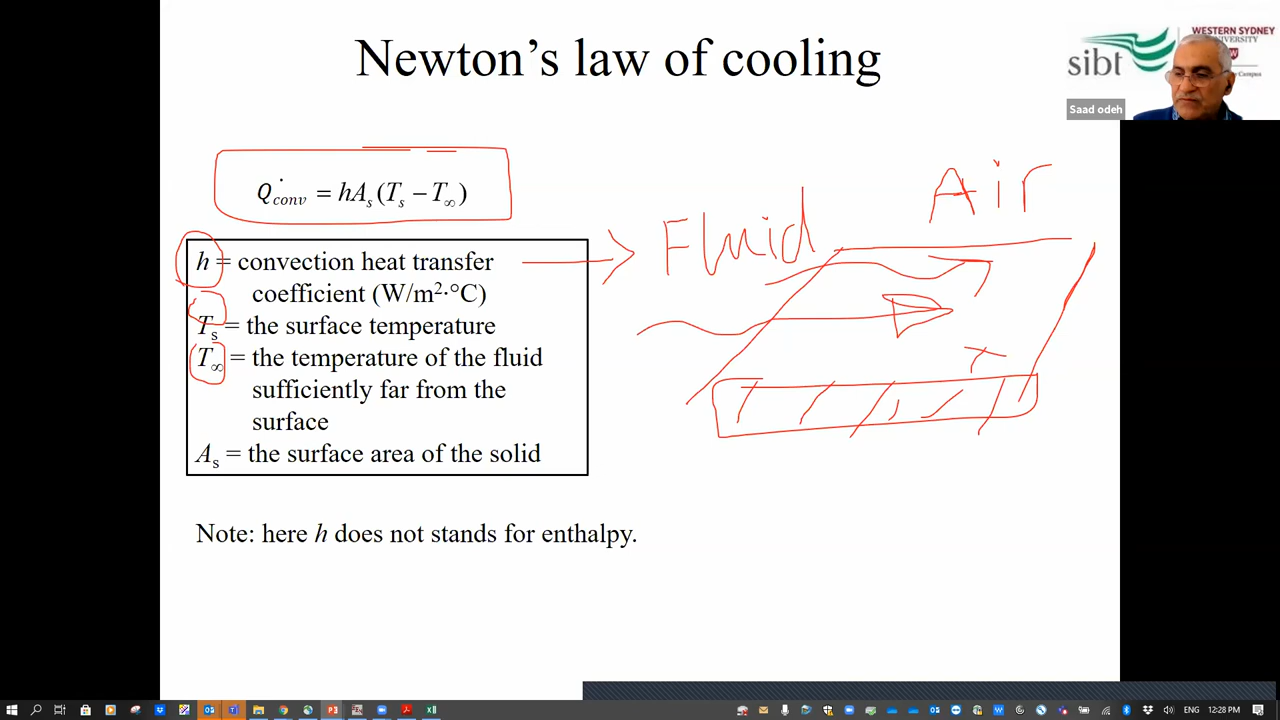 Newton's law of cooling
sibt
WESTERN SYDNEY
UNIVERSITY
Campus
Saad odeh
Air
Q̇conv = hAs(Ts − T∞)
Fluid
h = convection heat transfer
coefficient (W/m²·°C)
Ts = the surface temperature
T∞ = the temperature of the fluid
sufficiently far from the
surface
As = the surface area of the solid
Note: here h does not stands for enthalpy.
ENG
12:28 PM